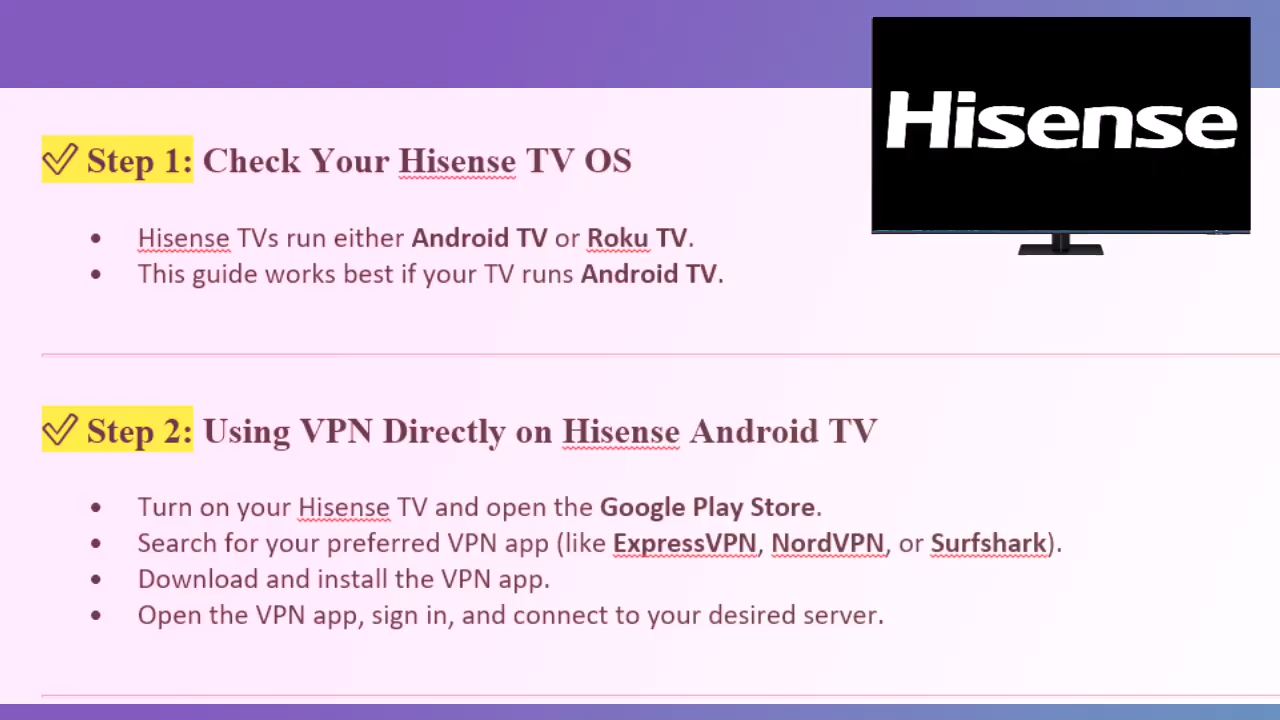 Hisense
✓ Step 1: Check Your Hisense TV OS
• Hisense TVs run either Android TV or Roku TV.
• This guide works best if your TV runs Android TV.
✓ Step 2: Using VPN Directly on Hisense Android TV
• Turn on your Hisense TV and open the Google Play Store.
• Search for your preferred VPN app (like ExpressVPN, NordVPN, or Surfshark).
• Download and install the VPN app.
• Open the VPN app, sign in, and connect to your desired server.